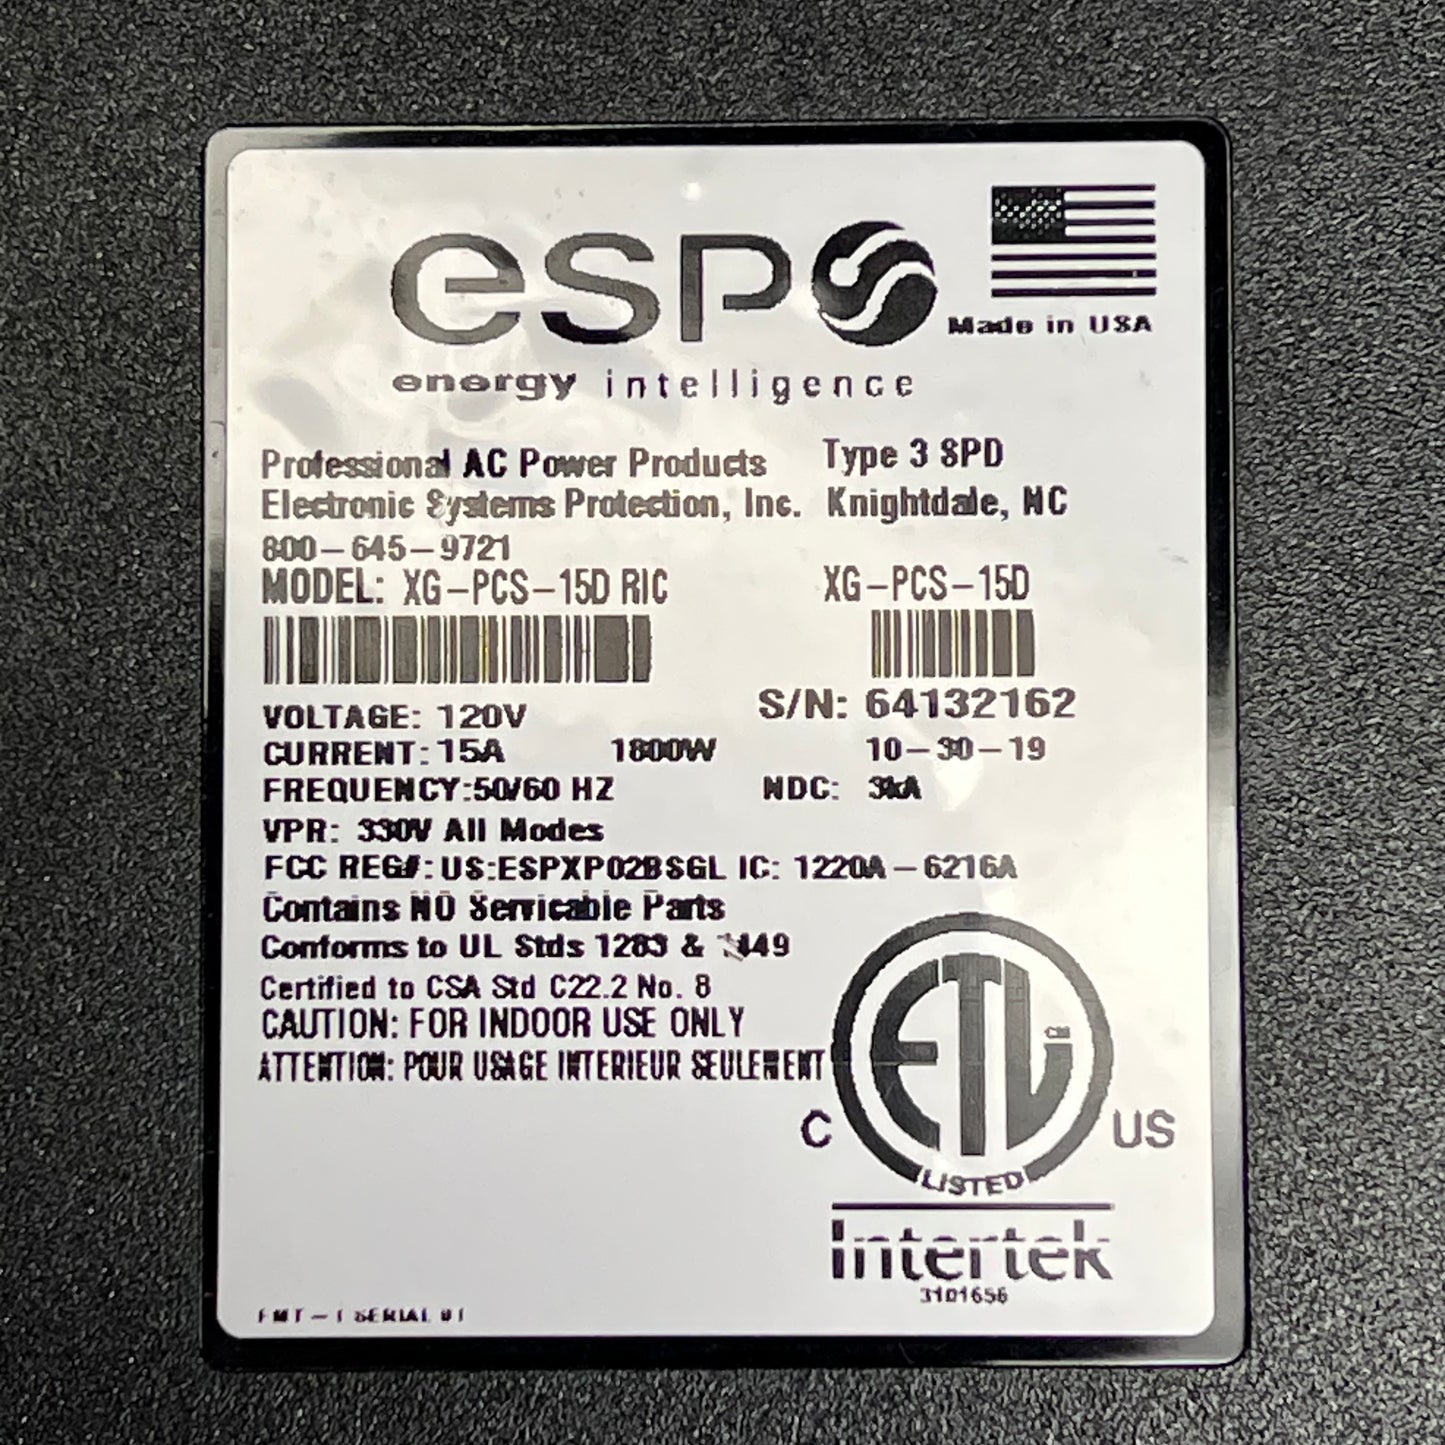 esp
Made in USA
energy intelligence
Professional AC Power Products Type 3 SPD
Electronic Systems Protection, Inc. Knightdale, NC
800-645-9721
MODEL: XG-PCS-15D RIC XG-PCS-15D
VOLTAGE: 120V S/N: 64132162
CURRENT: 15A 1800W 10-30-19
FREQUENCY:50/60 HZ NDC: 3kA
VPR: 330V All Modes
FCC REG#: US:ESPXP02BSGL IC: 1220A-6216A
Contains NO Servicable Parts
Conforms to UL Stds 1283 & 1449
Certified to CSA Std C22.2 No. 8
CAUTION: FOR INDOOR USE ONLY
ATTENTION: POUR USAGE INTERIEUR SEULEMENT
ETL CM
C US
LISTED
Intertek
3101656
FMT-1 SERIAL 01